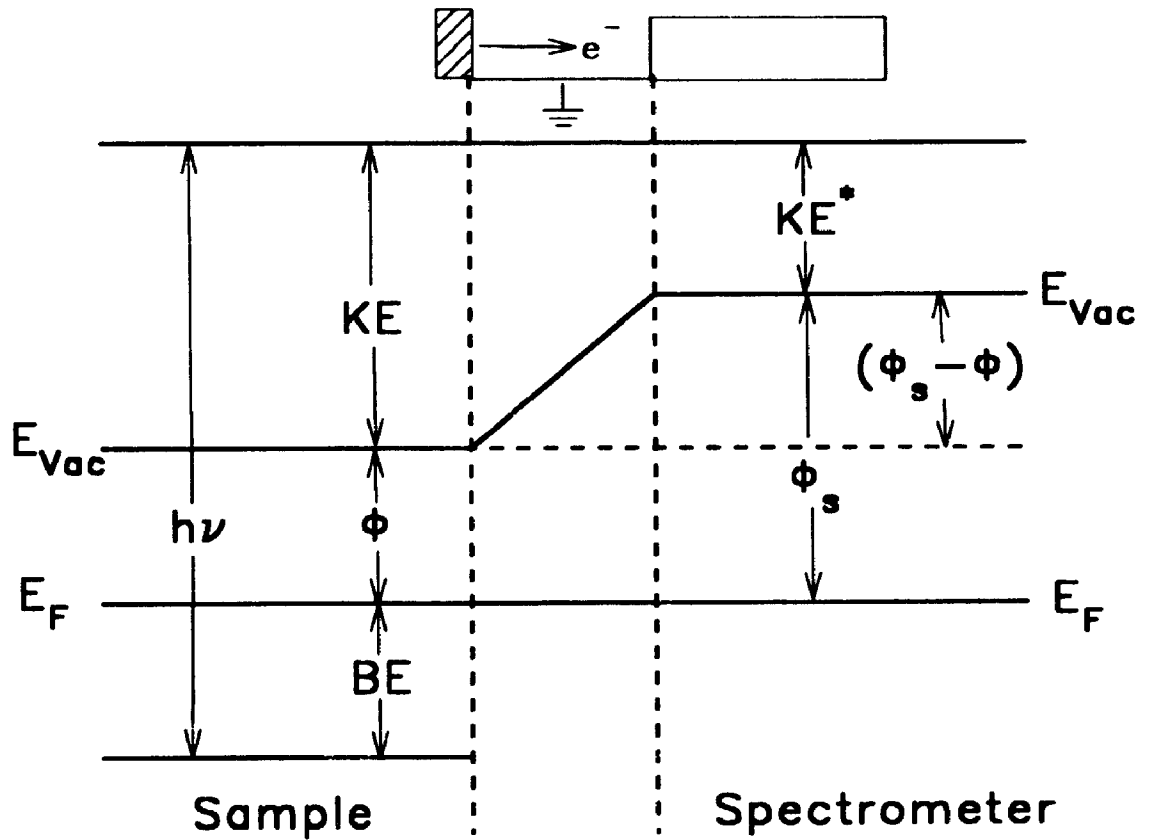 e⁻
KE*
KE
E_Vac
(ϕ_s − ϕ)
E_Vac
ϕ_s
hν
ϕ
E_F
E_F
BE
Sample
Spectrometer